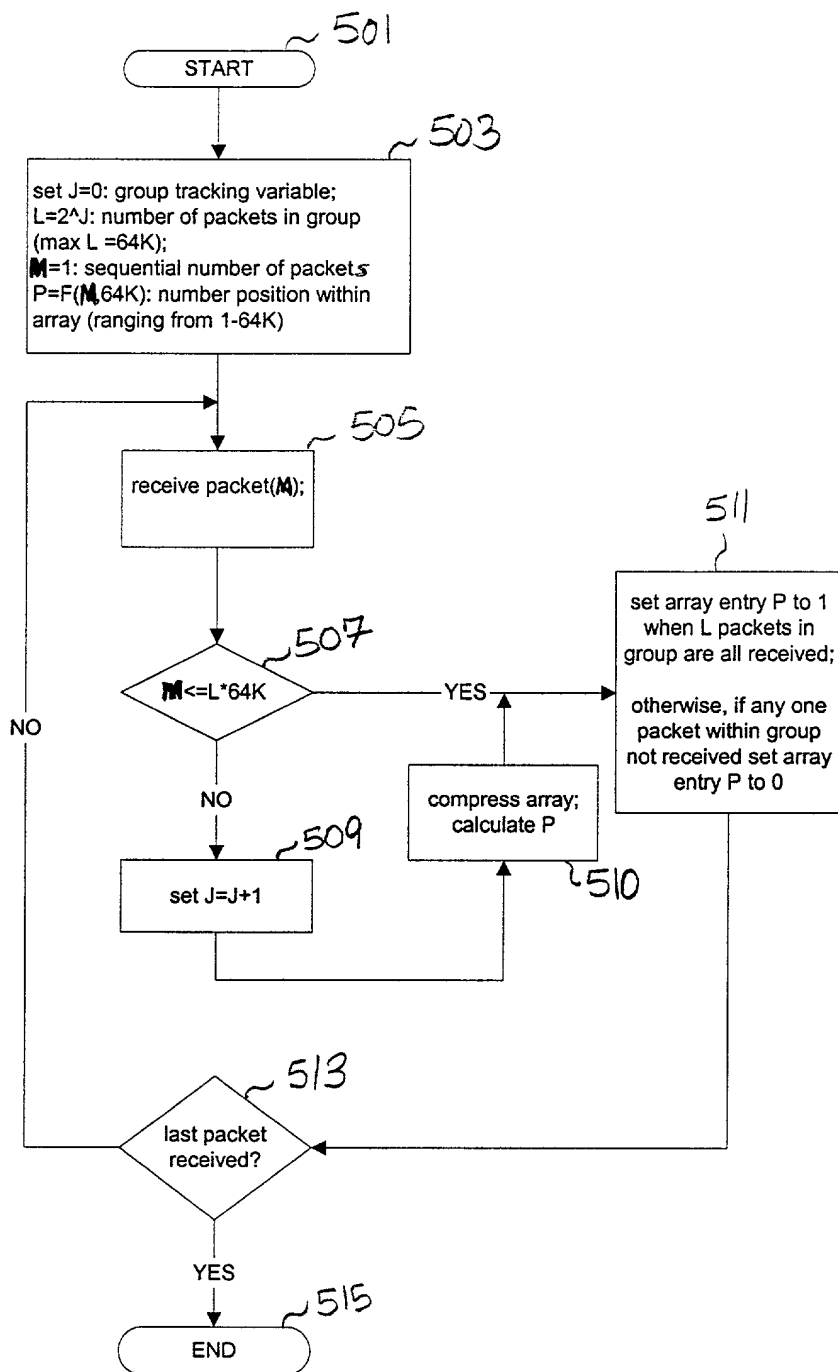 501
START
503
set J=0: group tracking variable;
L=2^J: number of packets in group
(max L =64K);
M=1: sequential number of packets
P=F(M,64K): number position within
array (ranging from 1-64K)
505
receive packet(M);
511
set array entry P to 1
when L packets in
group are all received;
otherwise, if any one
packet within group
not received set array
entry P to 0
507
M<=L*64K
YES
NO
NO
compress array;
calculate P
510
509
set J=J+1
513
last packet
received?
YES
515
END